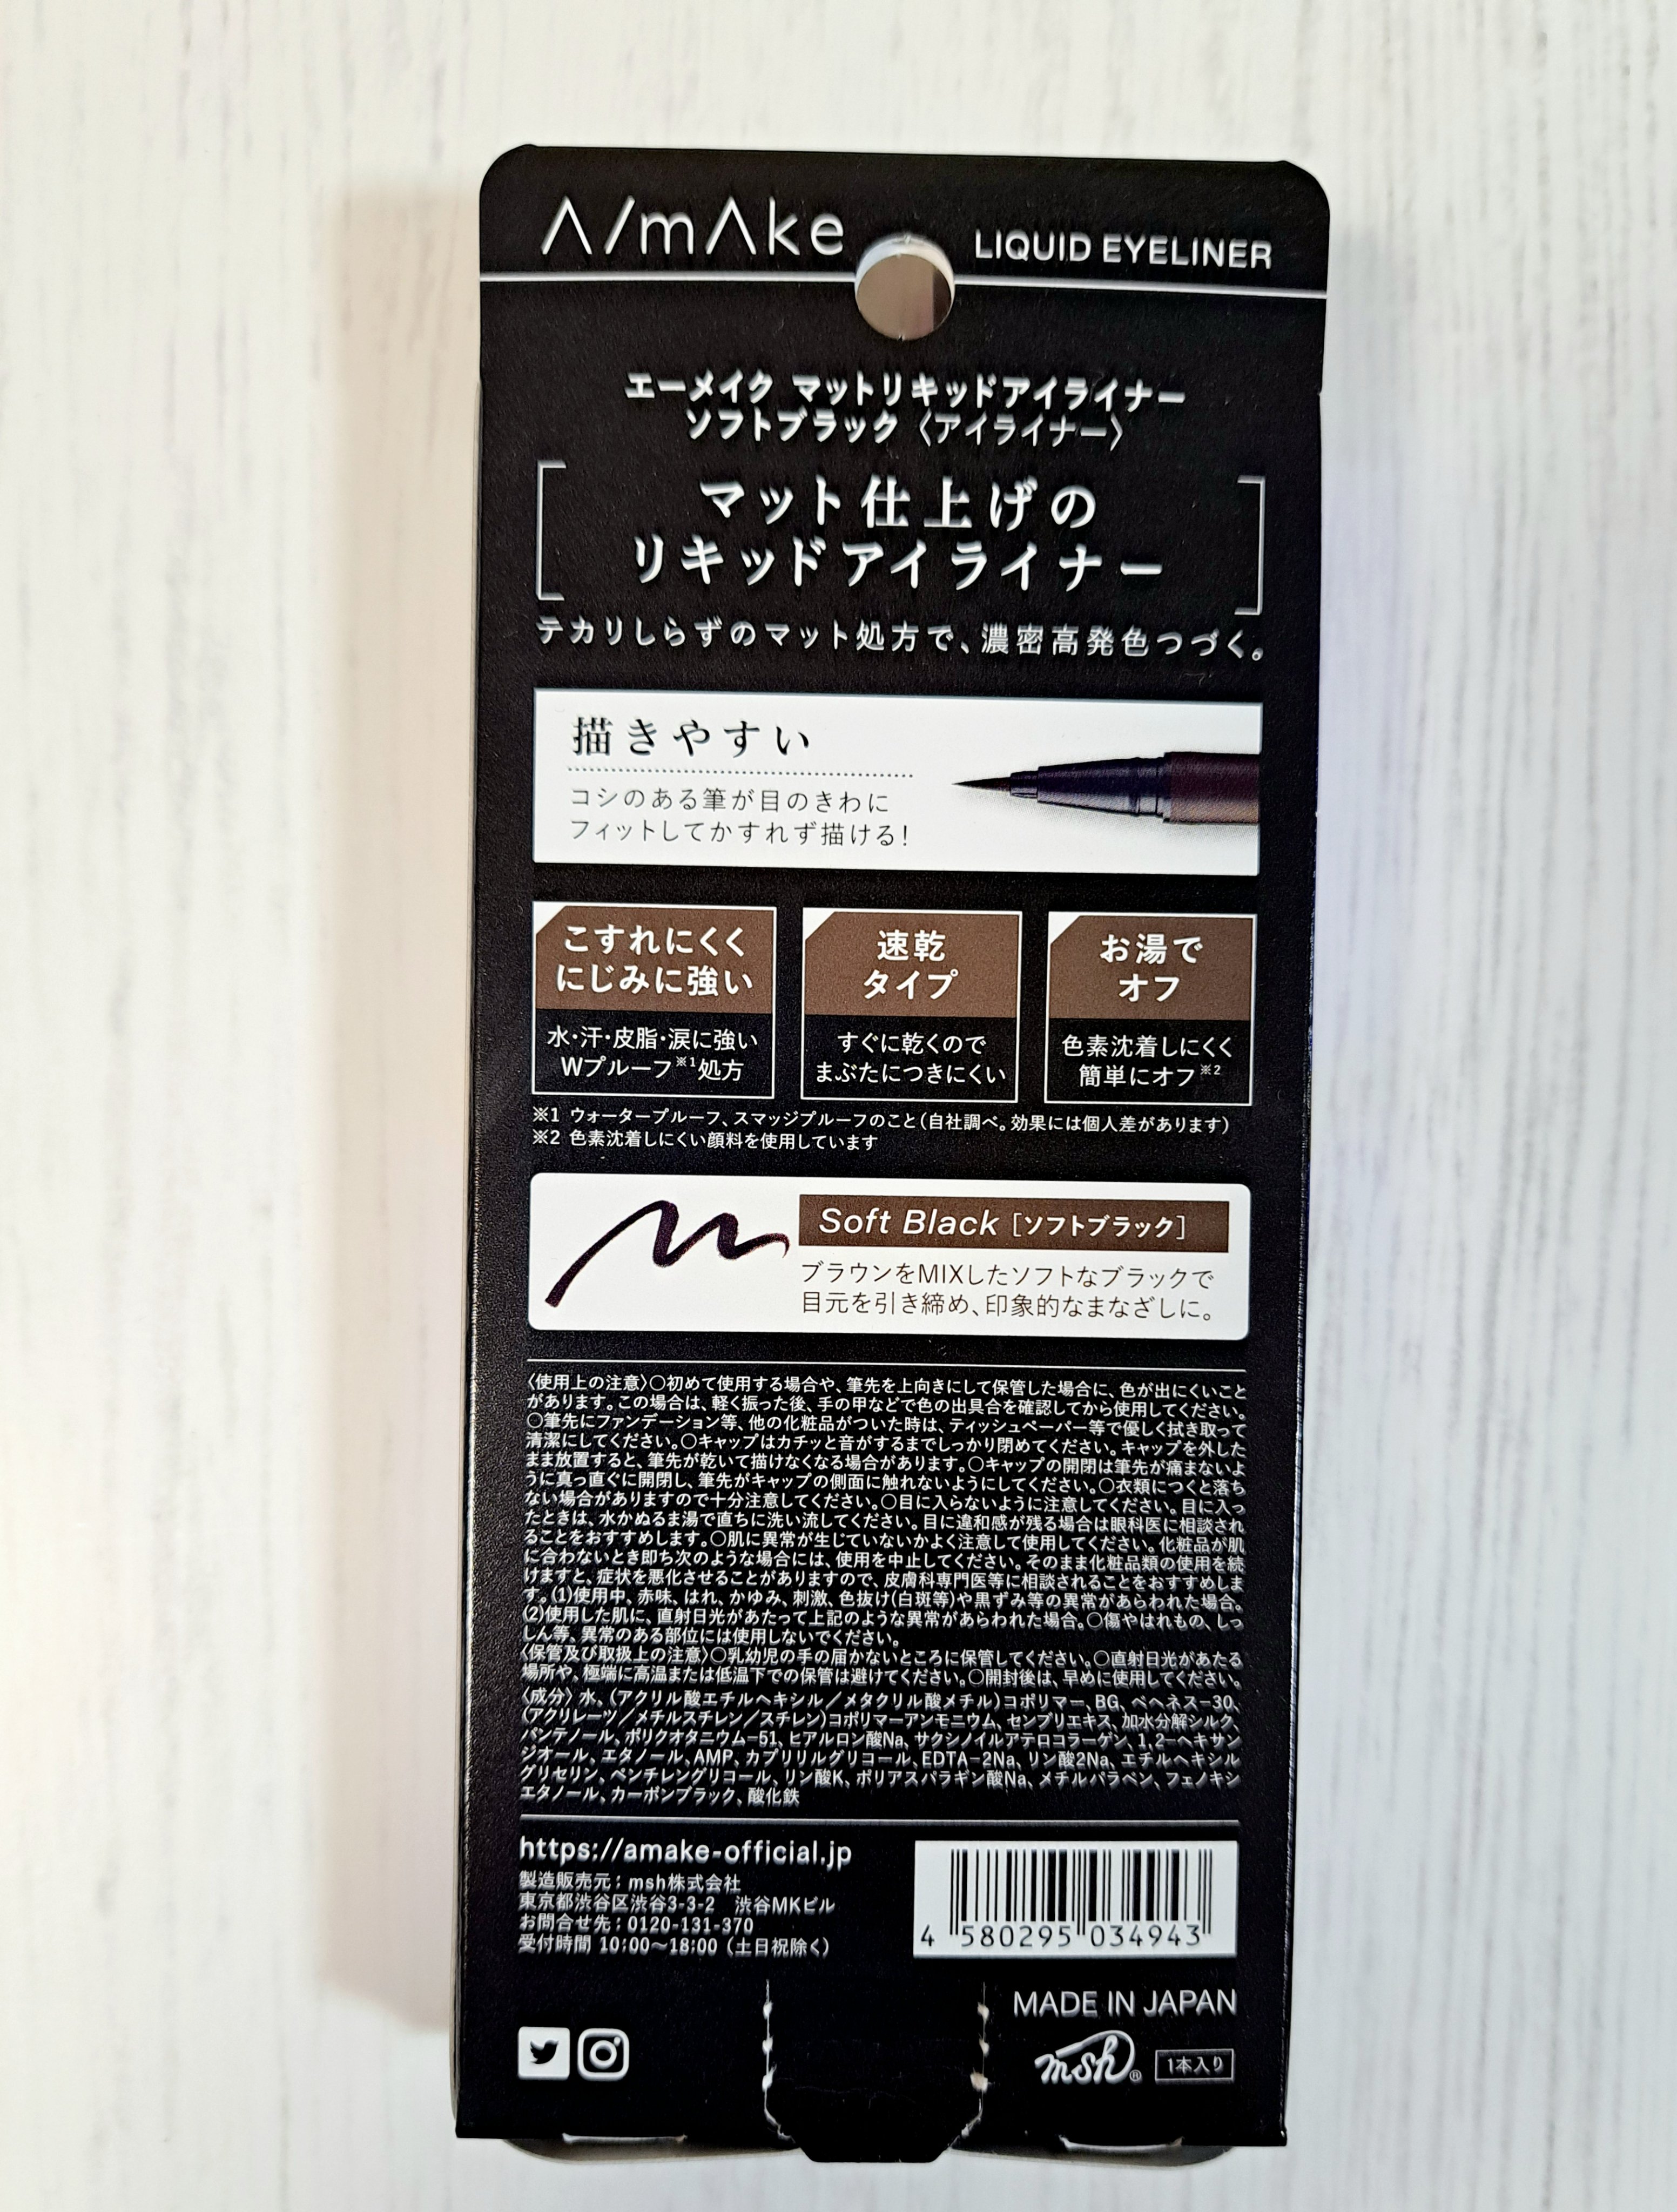 A/mAke
LIQUID EYELINER
エーメイク マットリキッドアイライナー
ソフトブラック〈アイライナー〉
マット仕上げの
リキッドアイライナー
テカリしらずのマット処方で、濃密高発色つづく。
描きやすい
コシのある筆が目のきわに
フィットしてかすれず描ける!
こすれにくく
にじみに強い
水・汗・皮脂・涙に強い
Wプルーフ※1処方
速乾
タイプ
すぐに乾くので
まぶたにつきにくい
お湯で
オフ
色素沈着しにくく
簡単にオフ※2
※1 ウォータープルーフ、スマッジプルーフのこと(自社調べ。効果には個人差があります)
※2 色素沈着しにくい顔料を使用しています
Soft Black [ソフトブラック]
ブラウンをMIXしたソフトなブラックで
目元を引き締め、印象的なまなざしに。
〈使用上の注意〉○初めて使用する場合や、筆先を上向きにして保管した場合に、色が出にくいこと
があります。この場合は、軽く振った後、手の甲などで色の出具合を確認してから使用してください。
○筆先にファンデーション等、他の化粧品がついた時は、ティッシュペーパー等で優しく拭き取って
清潔にしてください。○キャップはカチッと音がするまでしっかり閉めてください。キャップを外した
まま放置すると、筆先が乾いて描けなくなる場合があります。○キャップの開閉は筆先が痛まないよ
うに真っ直ぐに開閉し、筆先がキャップの側面に触れないようにしてください。○衣類につくと落ち
ない場合がありますので十分注意してください。○目に入らないように注意してください。目に入っ
たときは、水かぬるま湯で直ちに洗い流してください。目に違和感が残る場合は眼科医に相談され
ることをおすすめします。○肌に異常が生じていないかよく注意して使用してください。化粧品が肌
に合わないとき即ち次のような場合には、使用を中止してください。そのまま化粧品類の使用を続
けますと、症状を悪化させることがありますので、皮膚科専門医等に相談されることをおすすめしま
す。(1)使用中、赤味、はれ、かゆみ、刺激、色抜け(白斑等)や黒ずみ等の異常があらわれた場合。
(2)使用した肌に、直射日光があたって上記のような異常があらわれた場合。○傷やはれもの、しっ
しん等、異常のある部位には使用しないでください。
〈保管及び取扱上の注意〉○乳幼児の手の届かないところに保管してください。○直射日光があたる
場所や、極端に高温または低温下での保管は避けてください。○開封後は、早めに使用してください。
〈成分〉水、(アクリル酸エチルヘキシル/メタクリル酸メチル)コポリマー、BG、ベヘネス-30、
(アクリレーツ/メチルスチレン/スチレン)コポリマーアンモニウム、センブリエキス、加水分解シルク、
パンテノール、ポリクオタニウム-51、ヒアルロン酸Na、サクシノイルアテロコラーゲン、1,2-ヘキサン
ジオール、エタノール、AMP、カプリリルグリコール、EDTA-2Na、リン酸2Na、エチルヘキシル
グリセリン、ペンチレングリコール、リン酸K、ポリアスパラギン酸Na、メチルパラベン、フェノキシ
エタノール、カーボンブラック、酸化鉄
https://amake-official.jp
製造販売元:msh株式会社
東京都渋谷区渋谷3-3-2 渋谷MKビル
お問合せ先:0120-131-370
受付時間 10:00〜18:00(土日祝除く)
4 580295 034943
MADE IN JAPAN
msh®
1本入り